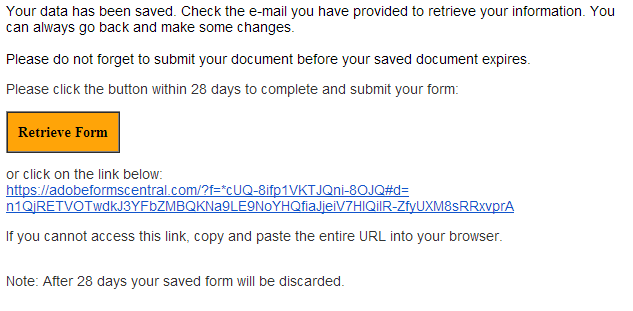 Your data has been saved. Check the e-mail you have provided to retrieve your information. You
can always go back and make some changes.
Please do not forget to submit your document before your saved document expires.
Please click the button within 28 days to complete and submit your form:
Retrieve Form
or click on the link below:
https://adobeformscentral.com/?f=*cUQ-8ifp1VKTJQni-8OJQ#d=
n1QjRETVOTwdkJ3YFbZMBQKNa9LE9NoYHQfiaJjeiV7HIQilR-ZfyUXM8sRRxvprA
If you cannot access this link, copy and paste the entire URL into your browser.
Note: After 28 days your saved form will be discarded.